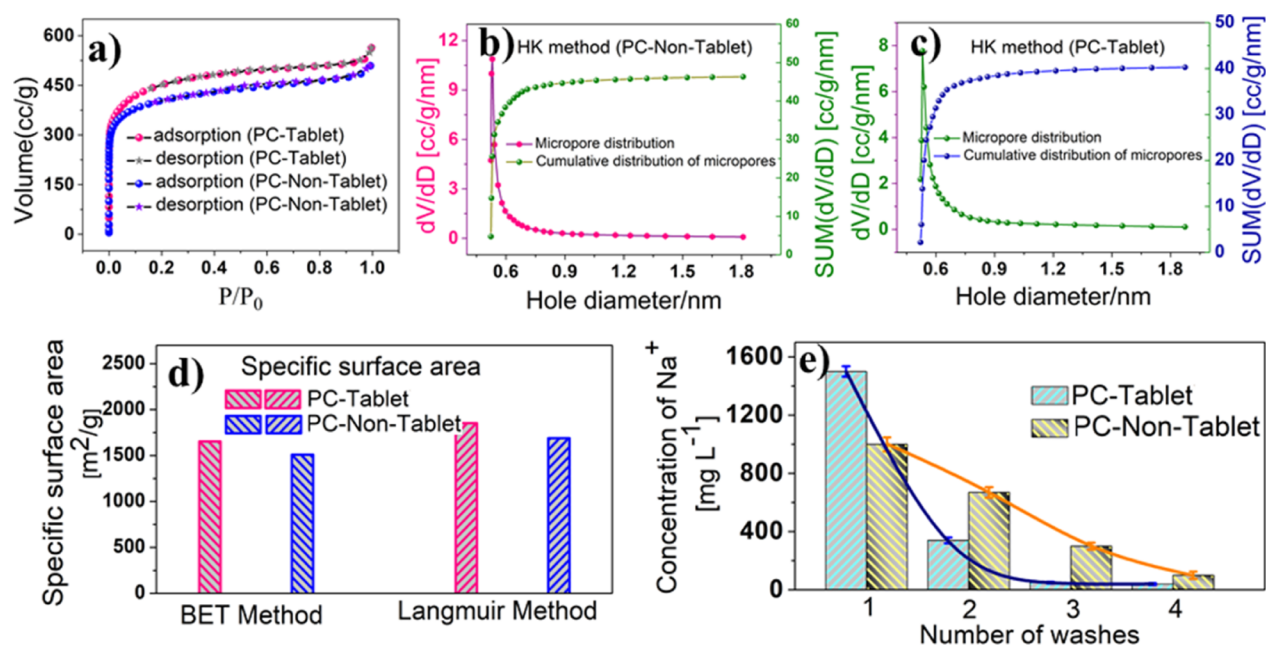 a)
600
450
300
150
0
Volume(cc/g)
adsorption (PC-Tablet)
desorption (PC-Tablet)
adsorption (PC-Non-Tablet)
desorption (PC-Non-Tablet)
0.0 0.2 0.4 0.6 0.8 1.0
P/P0
b)
HK method (PC-Non-Tablet)
12
9
6
3
0
dV/dD [cc/g/nm]
Micropore distribution
Cumulative distribution of micropores
60
50
40
30
20
10
0
SUM(dV/dD) [cc/g/nm]
0.6 0.9 1.2 1.5 1.8
Hole diameter/nm
c)
HK method (PC-Tablet)
8
6
4
2
0
dV/dD [cc/g/nm]
Micropore distribution
Cumulative distribution of micropores
50
40
30
20
10
0
SUM(dV/dD) [cc/g/nm]
0.6 0.9 1.2 1.5 1.8
Hole diameter/nm
d)
Specific surface area
PC-Tablet
PC-Non-Tablet
2500
2000
1500
1000
500
0
Specific surface area
[m2/g]
BET Method Langmuir Method
e)
PC-Tablet
PC-Non-Tablet
1600
1200
800
400
0
Concentration of Na+
[mg L-1]
1 2 3 4
Number of washes